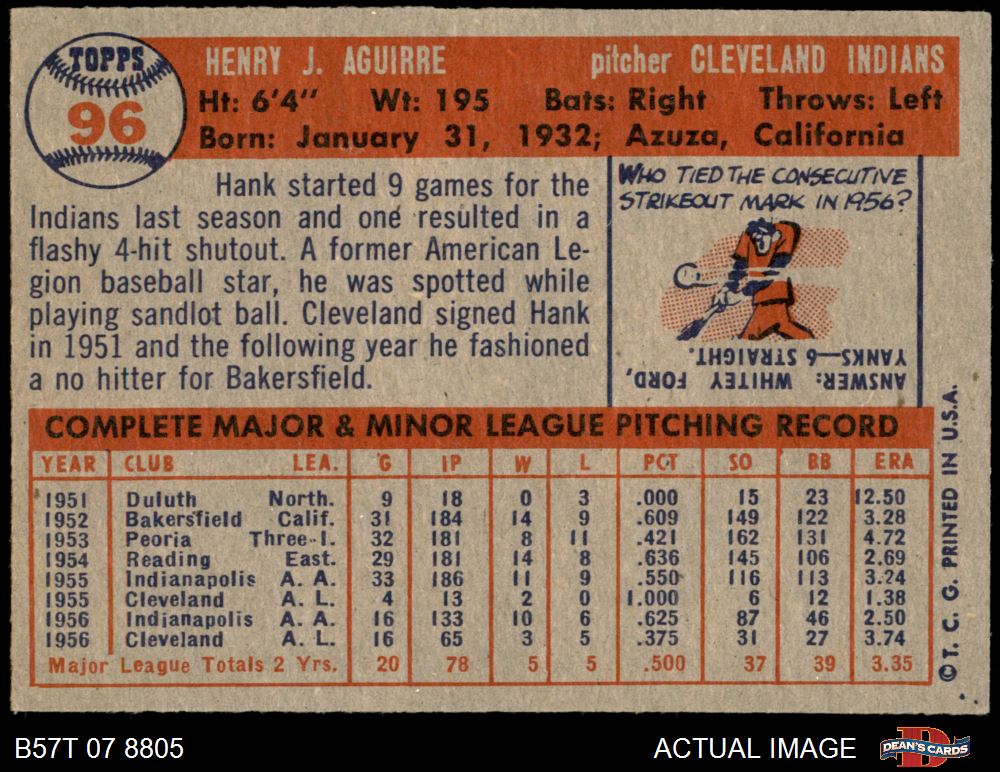 TOPPS
96
HENRY J. AGUIRRE pitcher CLEVELAND INDIANS
Ht: 6'4" Wt: 195 Bats: Right Throws: Left
Born: January 31, 1932; Azuza, California
Hank started 9 games for the
Indians last season and one resulted in a
flashy 4-hit shutout. A former American Le-
gion baseball star, he was spotted while
playing sandlot ball. Cleveland signed Hank
in 1951 and the following year he fashioned
a no hitter for Bakersfield.
WHO TIED THE CONSECUTIVE
STRIKEOUT MARK IN 1956?
ANSWER: WHITEY FORD,
YANKS—6 STRAIGHT.
COMPLETE MAJOR & MINOR LEAGUE PITCHING RECORD
YEAR CLUB LEA. G IP W L PCT SO BB ERA
1951 Duluth North. 9 18 0 3 .000 15 23 12.50
1952 Bakersfield Calif. 31 184 14 9 .609 149 122 3.28
1953 Peoria Three-I. 32 181 8 11 .421 162 131 4.72
1954 Reading East. 29 181 14 8 .636 145 106 2.69
1955 Indianapolis A. A. 33 186 11 9 .550 116 113 3.24
1955 Cleveland A. L. 4 13 2 0 1.000 6 12 1.38
1956 Indianapolis A. A. 16 133 10 6 .625 87 46 2.50
1956 Cleveland A. L. 16 65 3 5 .375 31 27 3.74
Major League Totals 2 Yrs. 20 78 5 5 .500 37 39 3.35
© T. C. G. PRINTED IN U.S.A.
B57T 07 8805
ACTUAL IMAGE
DEAN'S CARDS